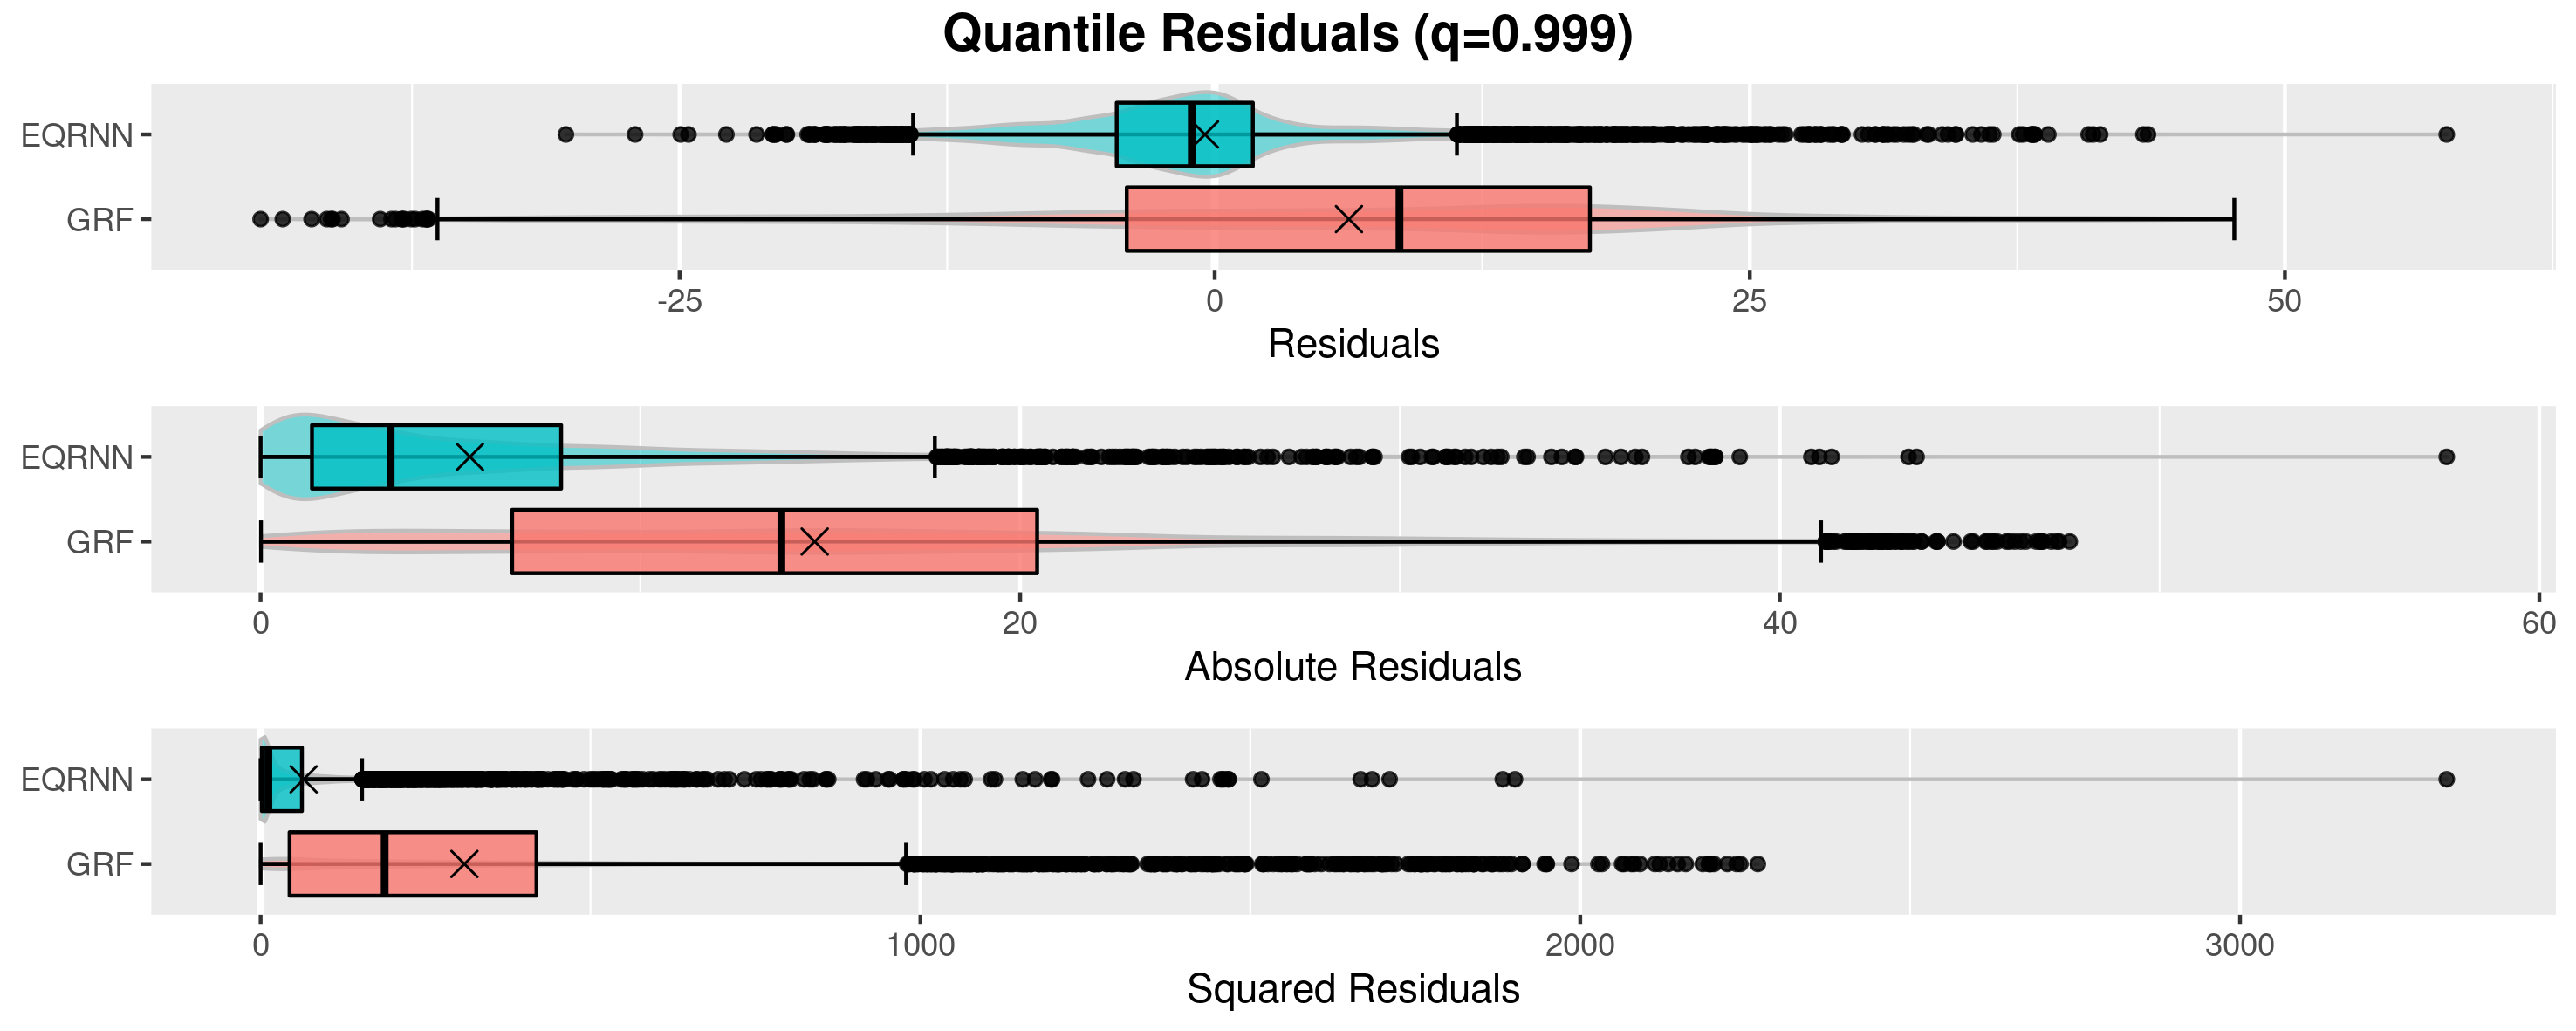 Quantile Residuals (q=0.999)
EQRNN
GRF
-25 0 25 50
Residuals
EQRNN
GRF
0 20 40 60
Absolute Residuals
EQRNN
GRF
0 1000 2000 3000
Squared Residuals